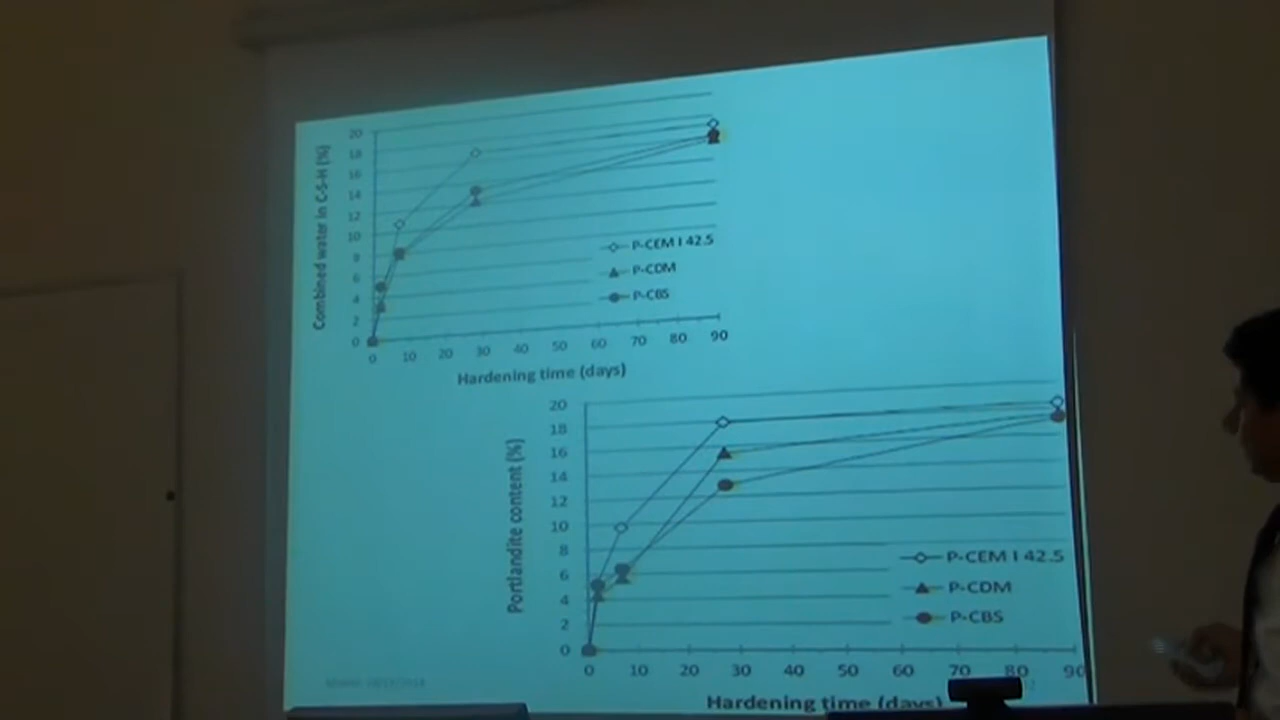 Combined water in C-S-H (%)
20
18
16
14
12
10
8
6
4
2
0
0 10 20 30 40 50 60 70 80 90
Hardening time (days)
P-CEM I 42.5
P-CDM
P-CBS
Portlandite content (%)
20
18
16
14
12
10
8
6
4
2
0
0 10 20 30 40 50 60 70 80 90
Hardening time (days)
P-CEM I 42.5
P-CDM
P-CBS